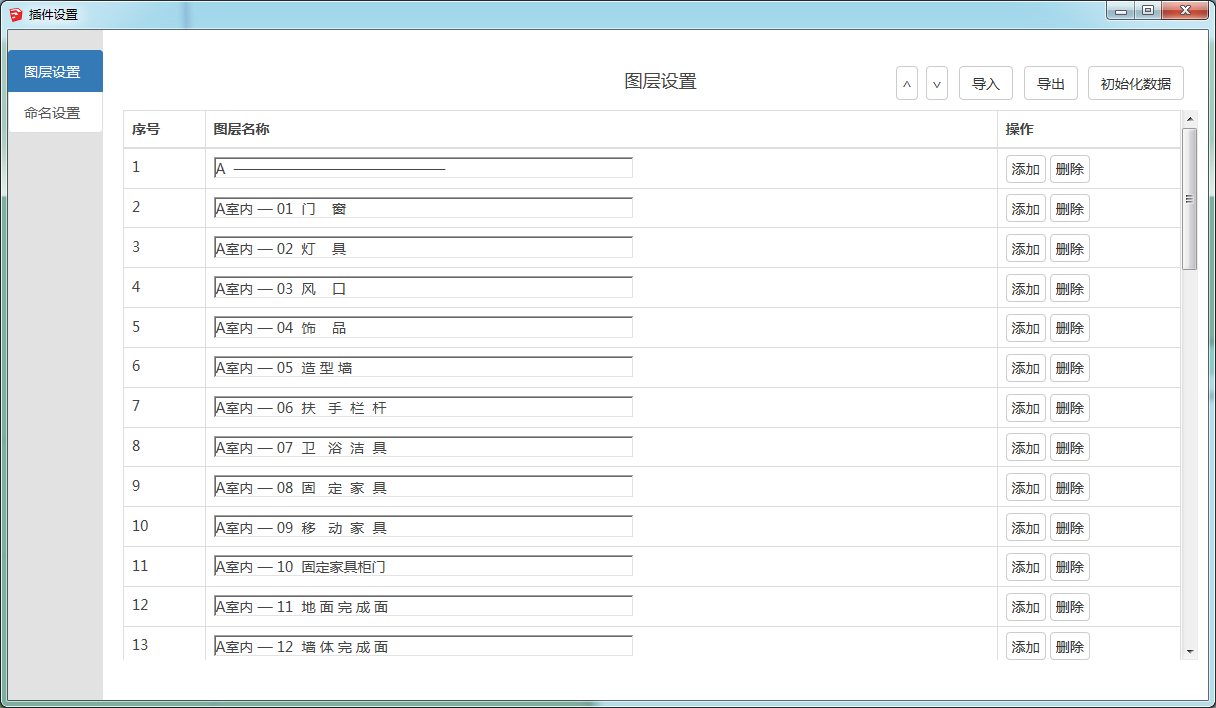 插件设置
图层设置
命名设置
图层设置
^ v 导入 导出 初始化数据
序号 图层名称 操作
1 A ———————————————— 添加 删除
2 A室内 — 01 门 窗 添加 删除
3 A室内 — 02 灯 具 添加 删除
4 A室内 — 03 风 口 添加 删除
5 A室内 — 04 饰 品 添加 删除
6 A室内 — 05 造 型 墙 添加 删除
7 A室内 — 06 扶 手 栏 杆 添加 删除
8 A室内 — 07 卫 浴 洁 具 添加 删除
9 A室内 — 08 固 定 家 具 添加 删除
10 A室内 — 09 移 动 家 具 添加 删除
11 A室内 — 10 固定家具柜门 添加 删除
12 A室内 — 11 地 面 完 成 面 添加 删除
13 A室内 — 12 墙 体 完 成 面 添加 删除